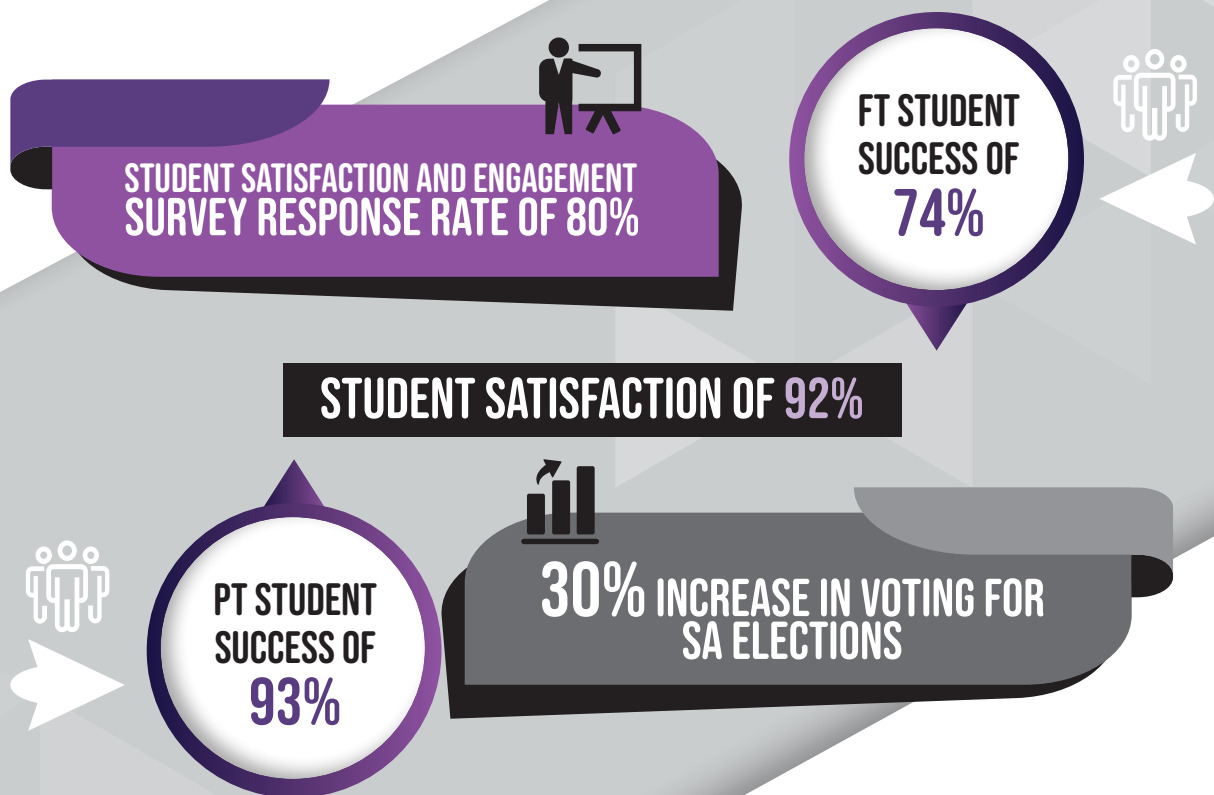 STUDENT SATISFACTION AND ENGAGEMENT
SURVEY RESPONSE RATE OF 80%
FT STUDENT
SUCCESS OF
74%
STUDENT SATISFACTION OF 92%
PT STUDENT
SUCCESS OF
93%
30% INCREASE IN VOTING FOR
SA ELECTIONS